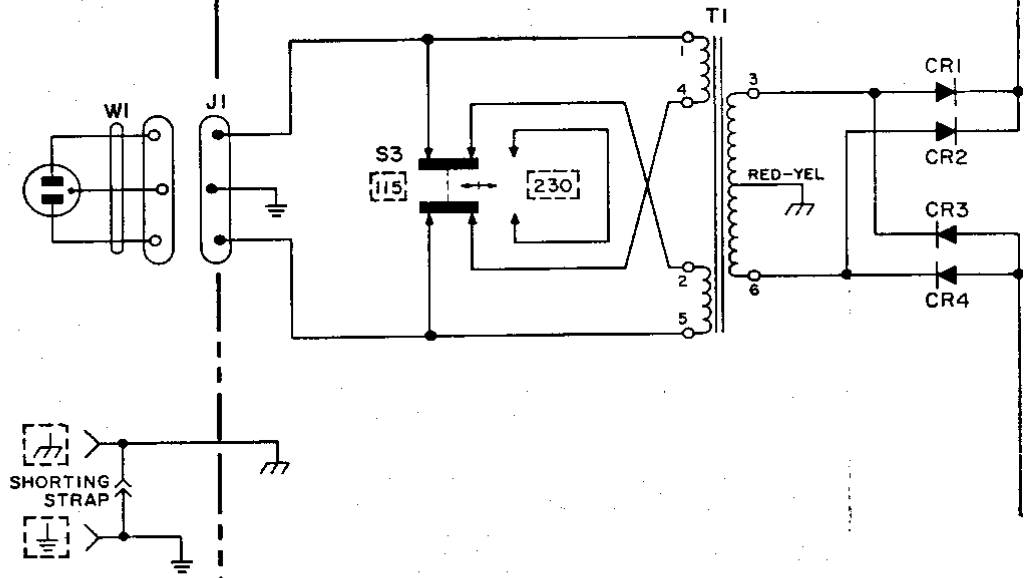 T1
1
CR1
4
3
W1
J1
CR2
S3
115
230
RED-YEL
CR3
2
6
CR4
5
SHORTING
STRAP